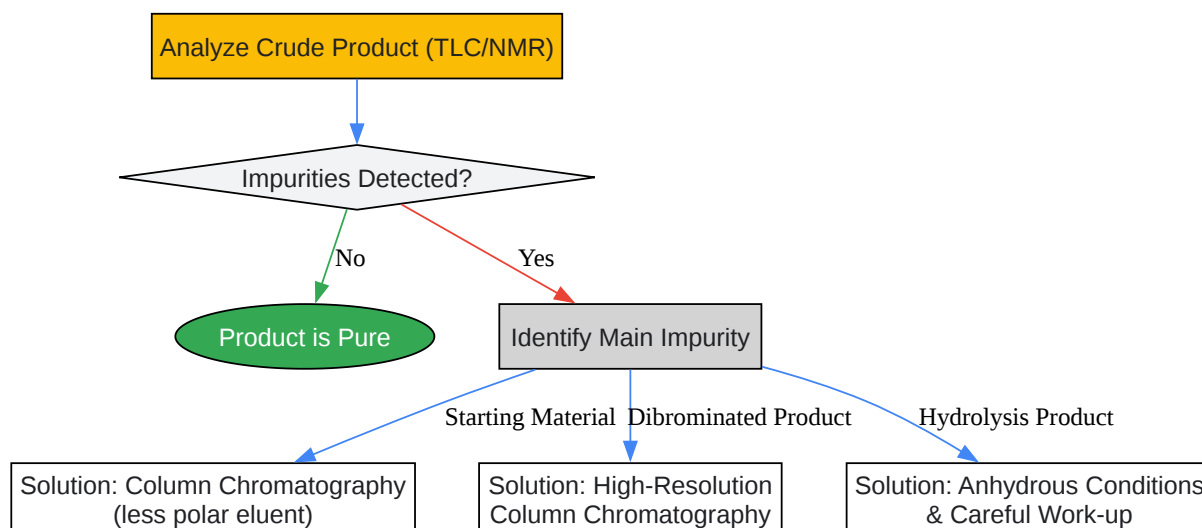 Analyze Crude Product (TLC/NMR)
Impurities Detected?
No
Yes
Product is Pure
Identify Main Impurity
Starting Material
Dibrominated Product
Hydrolysis Product
Solution: Column Chromatography
(less polar eluent)
Solution: High-Resolution
Column Chromatography
Solution: Anhydrous Conditions
& Careful Work-up